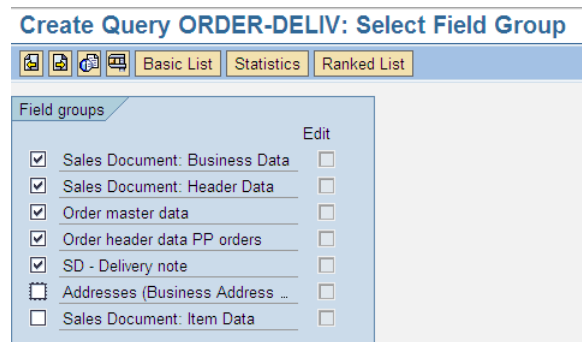 Create Query ORDER-DELIV: Select Field Group
Basic List Statistics Ranked List
Field groups
Edit
Sales Document: Business Data
Sales Document: Header Data
Order master data
Order header data PP orders
SD - Delivery note
Addresses (Business Address ...
Sales Document: Item Data